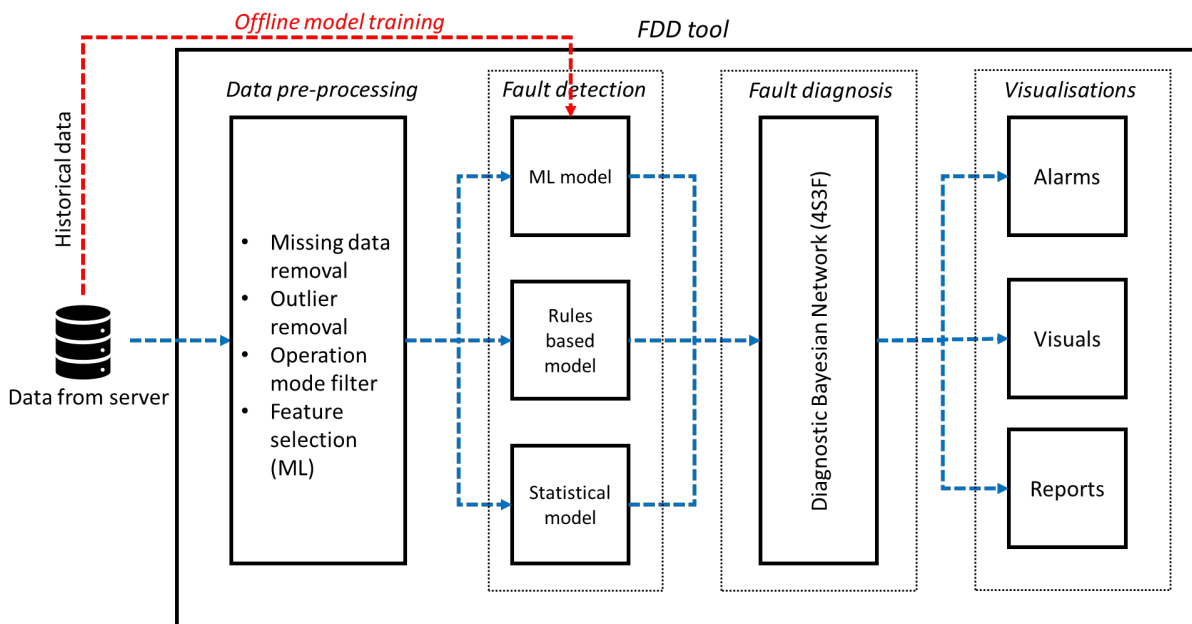 Offline model training
FDD tool
Historical data
Data from server
Data pre-processing
• Missing data
removal
• Outlier
removal
• Operation
mode filter
• Feature
selection
(ML)
Fault detection
ML model
Rules
based model
Statistical
model
Fault diagnosis
Diagnostic Bayesian Network (4S3F)
Visualisations
Alarms
Visuals
Reports